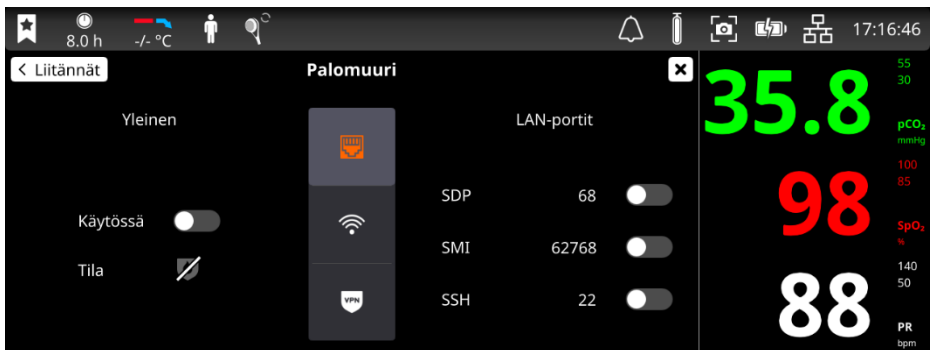 8.0 h
-/- °C
17:16:46
Liitännät
Palomuuri
Yleinen
LAN-portit
Käytössä
Tila
SDP 68
SMI 62768
SSH 22
VPN
35.8
55
30
pCO₂
mmHg
98
100
85
SpO₂
%
88
140
50
PR
bpm